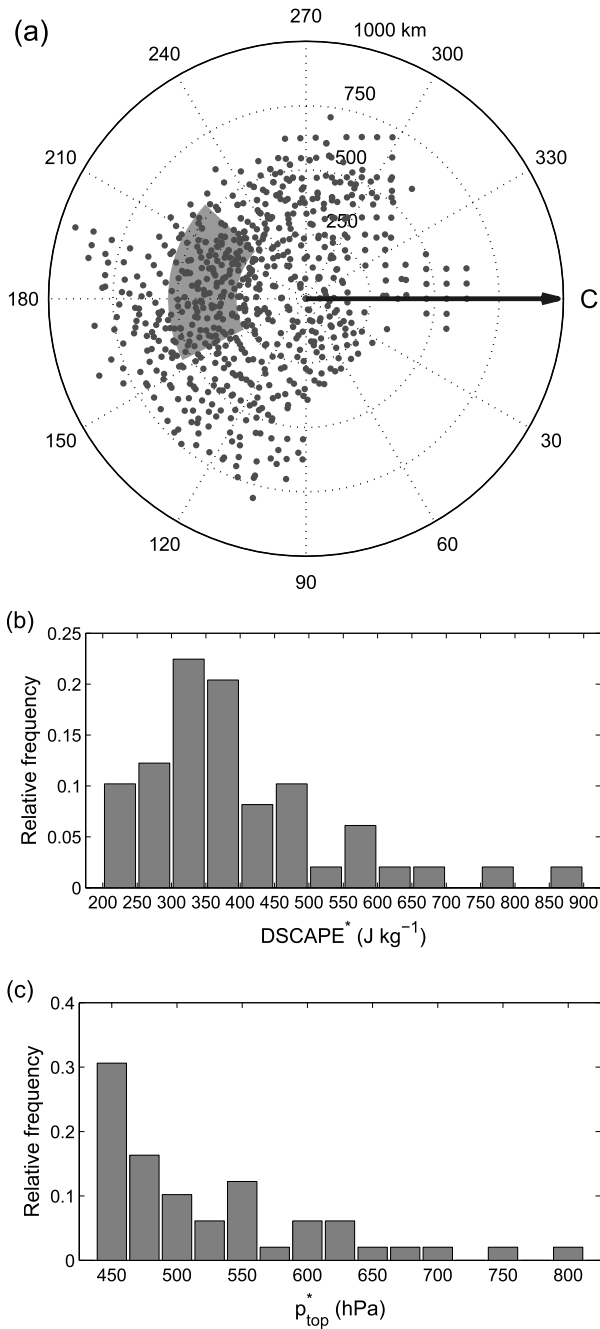 (a)
270
1000 km
240
300
750
210
500
330
250
180
C
150
30
120
60
90
(b)
0.25
0.2
0.15
0.1
0.05
0
Relative frequency
200 250 300 350 400 450 500 550 600 650 700 750 800 850 900
DSCAPE* (J kg−1)
(c)
0.4
0.3
0.2
0.1
0
Relative frequency
450 500 550 600 650 700 750 800
p*top (hPa)